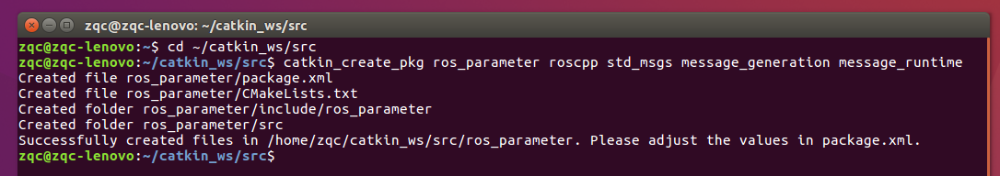 zqc@zqc-lenovo: ~/catkin_ws/src
zqc@zqc-lenovo:~$ cd ~/catkin_ws/src
zqc@zqc-lenovo:~/catkin_ws/src$ catkin_create_pkg ros_parameter roscpp std_msgs message_generation message_runtime
Created file ros_parameter/package.xml
Created file ros_parameter/CMakeLists.txt
Created folder ros_parameter/include/ros_parameter
Created folder ros_parameter/src
Successfully created files in /home/zqc/catkin_ws/src/ros_parameter. Please adjust the values in package.xml.
zqc@zqc-lenovo:~/catkin_ws/src$